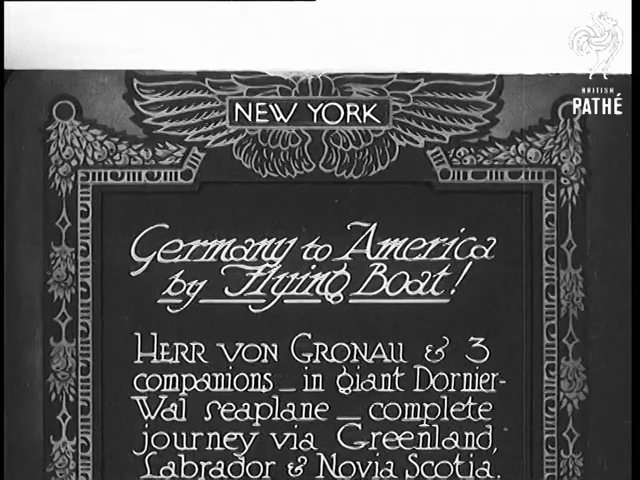 BRITISH
PATHÉ
NEW YORK
Germany to America
by Flying Boat!
HERR VON GRONAU & 3
companions _ in giant Dornier-
Wal seaplane _ complete
journey via Greenland,
Labrador & Novia Scotia.